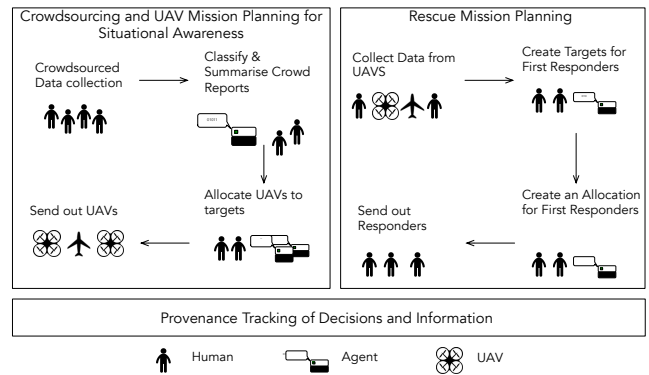 Crowdsourcing and UAV Mission Planning for
Situational Awareness
Crowdsourced
Data collection
Classify &
Summarise Crowd
Reports
01011
Allocate UAVs to
targets
Send out UAVs
Rescue Mission Planning
Collect Data from
UAVS
Create Targets for
First Responders
Create an Allocation
for First Responders
Send out
Responders
Provenance Tracking of Decisions and Information
Human
Agent
UAV